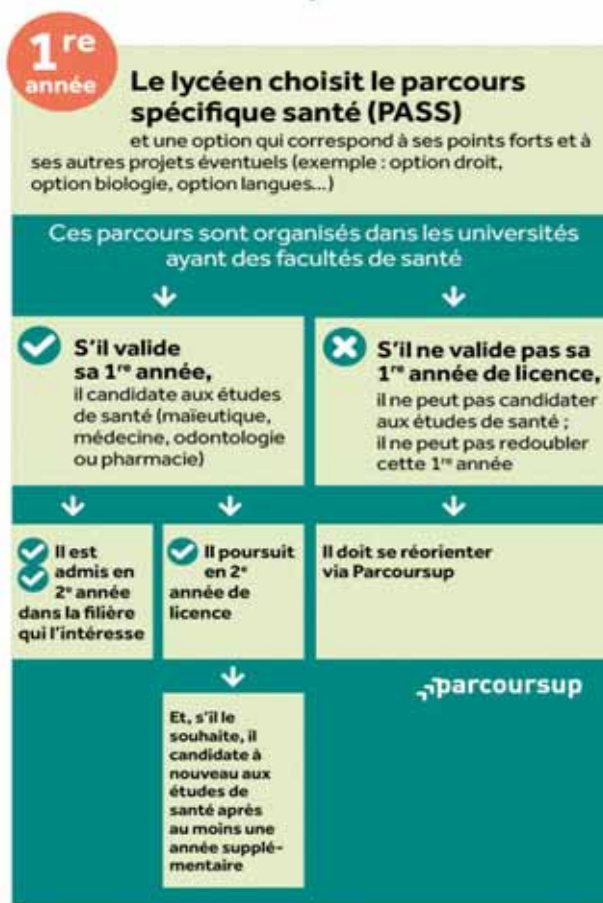 1re
année
Le lycéen choisit le parcours
spécifique santé (PASS)
et une option qui correspond à ses points forts et à
ses autres projets éventuels (exemple : option droit,
option biologie, option langues...)
Ces parcours sont organisés dans les universités
ayant des facultés de santé
S'il valide
sa 1re année,
il candidate aux études
de santé (maïeutique,
médecine, odontologie
ou pharmacie)
S'il ne valide pas sa
1re année de licence,
il ne peut pas candidater
aux études de santé ;
il ne peut pas redoubler
cette 1re année
Il est
admis en
2e année
dans la filière
qui l'intéresse
Il poursuit
en 2e
année de
licence
Il doit se réorienter
via Parcoursup
parcoursup
Et, s'il le
souhaite, il
candidate à
nouveau aux
études de
santé après
au moins une
année supplé-
mentaire